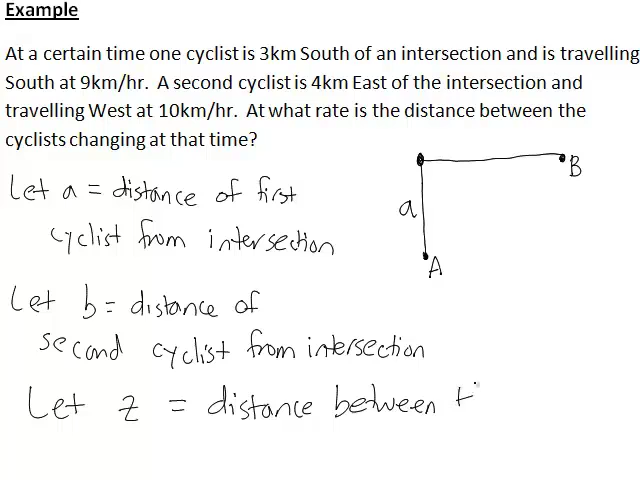 Example
At a certain time one cyclist is 3km South of an intersection and is travelling
South at 9km/hr. A second cyclist is 4km East of the intersection and
travelling West at 10km/hr. At what rate is the distance between the
cyclists changing at that time?
B
Let a = distance of first
a
cyclist from intersection
A
Let b = distance of
second cyclist from intersection
Let z = distance between